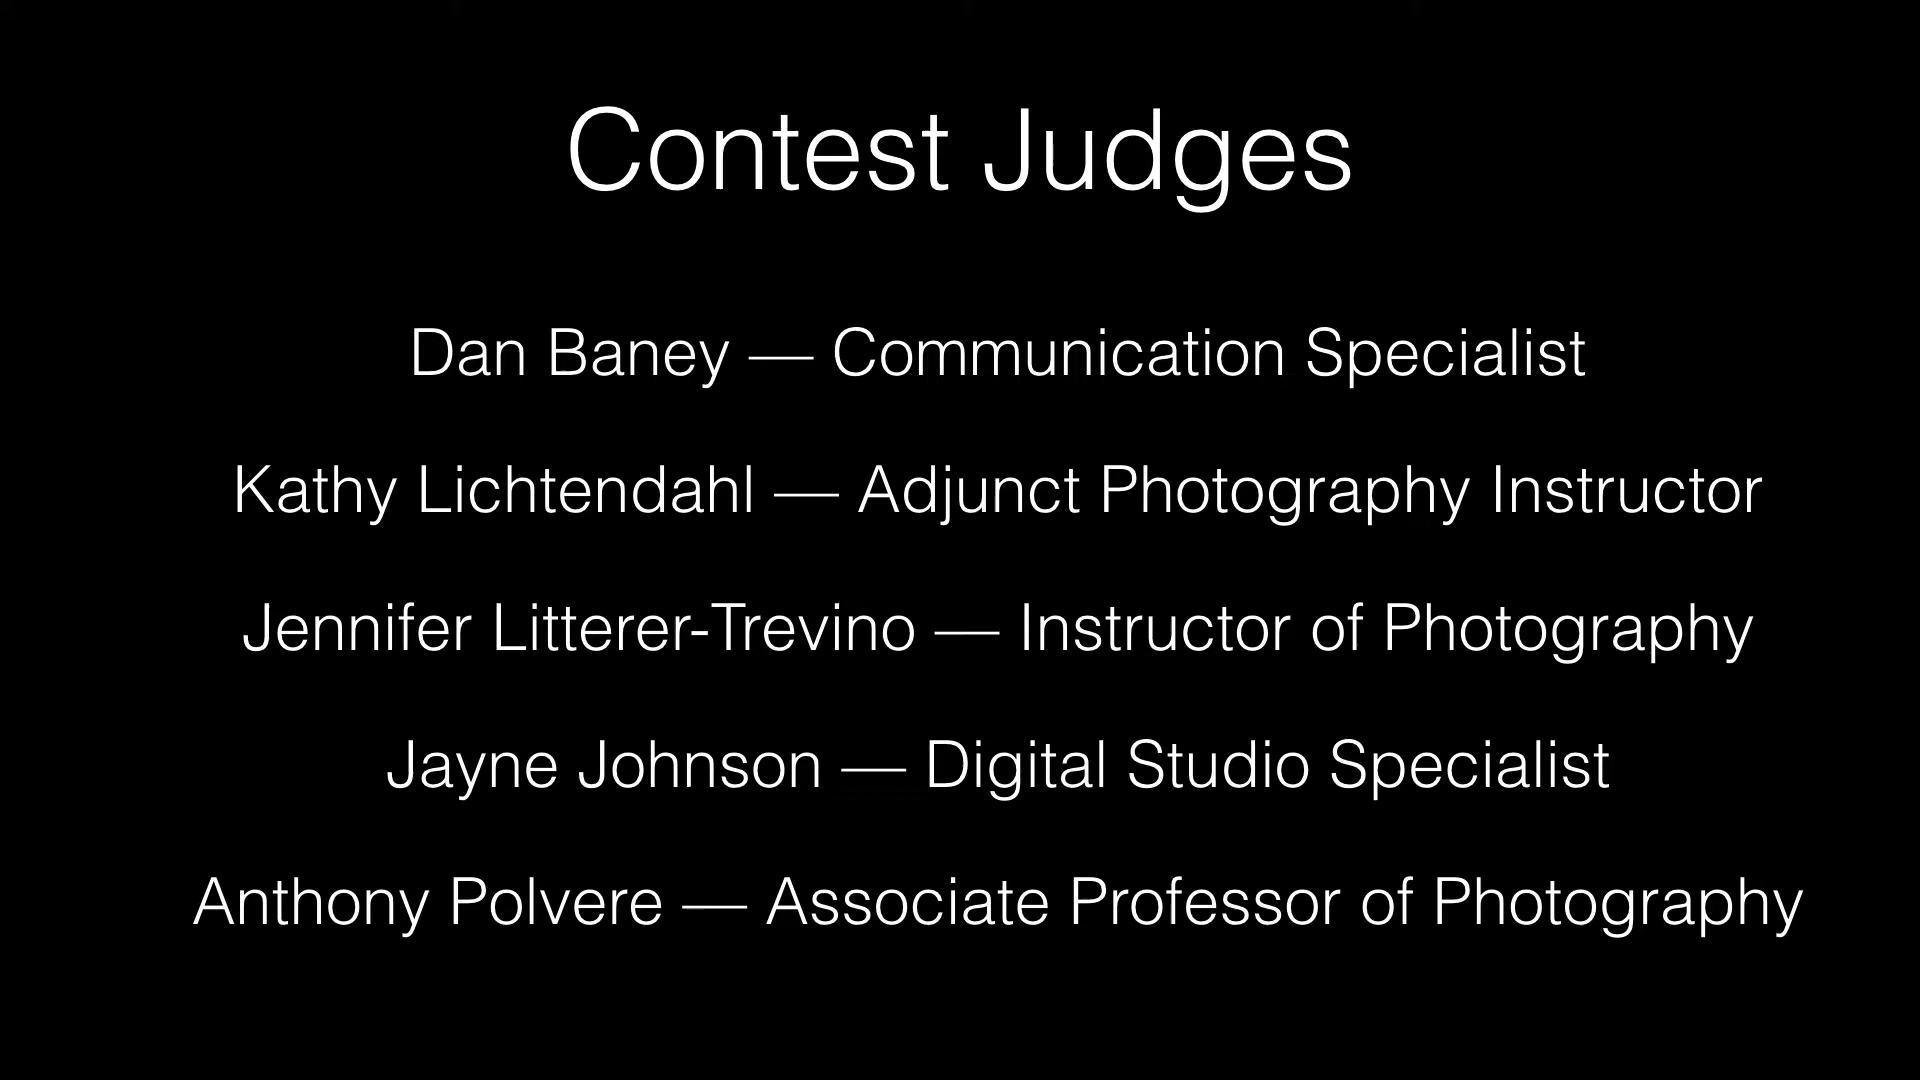 Contest Judges
Dan Baney — Communication Specialist
Kathy Lichtendahl — Adjunct Photography Instructor
Jennifer Litterer-Trevino — Instructor of Photography
Jayne Johnson — Digital Studio Specialist
Anthony Polvere — Associate Professor of Photography